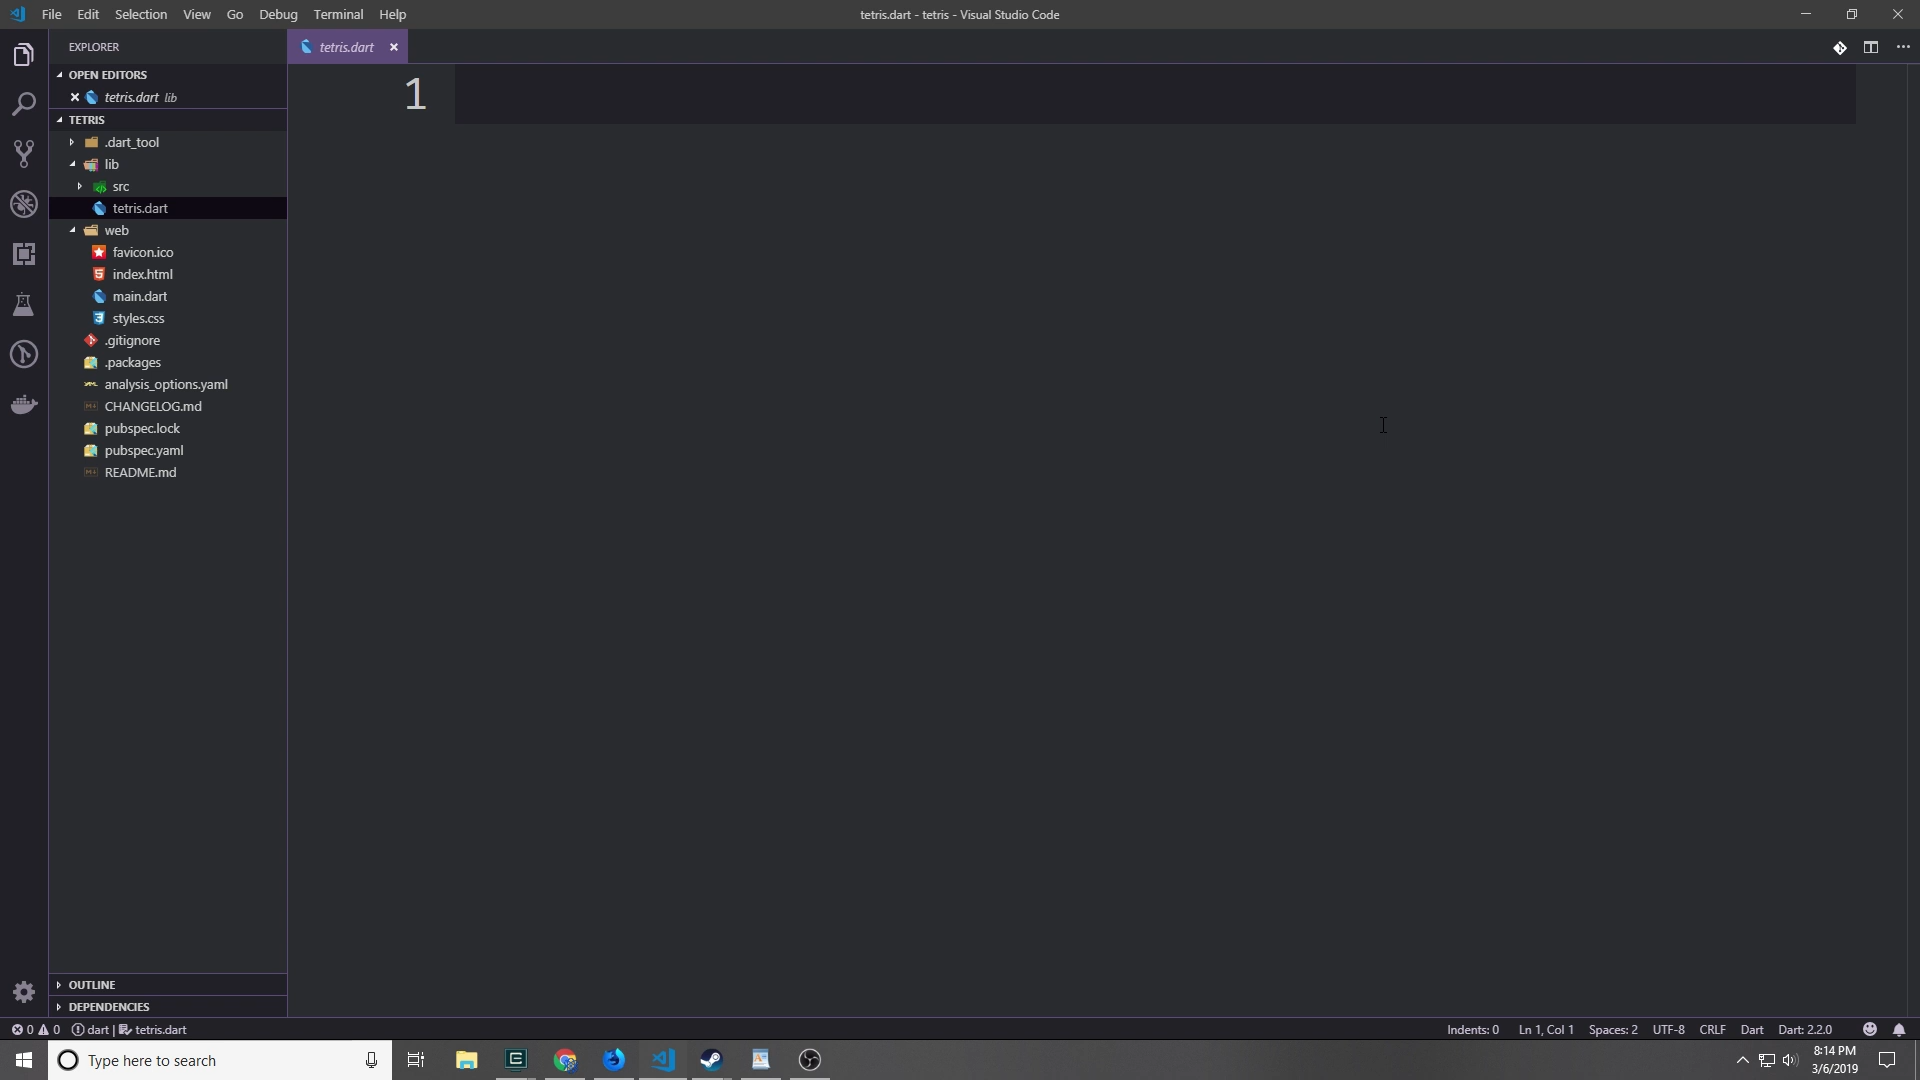 File Edit Selection View Go Debug Terminal Help
tetris.dart - tetris - Visual Studio Code
EXPLORER
tetris.dart
OPEN EDITORS
tetris.dart lib
TETRIS
.dart_tool
lib
src
tetris.dart
web
favicon.ico
index.html
main.dart
styles.css
.gitignore
.packages
analysis_options.yaml
CHANGELOG.md
pubspec.lock
pubspec.yaml
README.md
OUTLINE
DEPENDENCIES
1
0 0 dart | tetris.dart
Indents: 0 Ln 1, Col 1 Spaces: 2 UTF-8 CRLF Dart Dart: 2.2.0
Type here to search
8:14 PM
3/6/2019